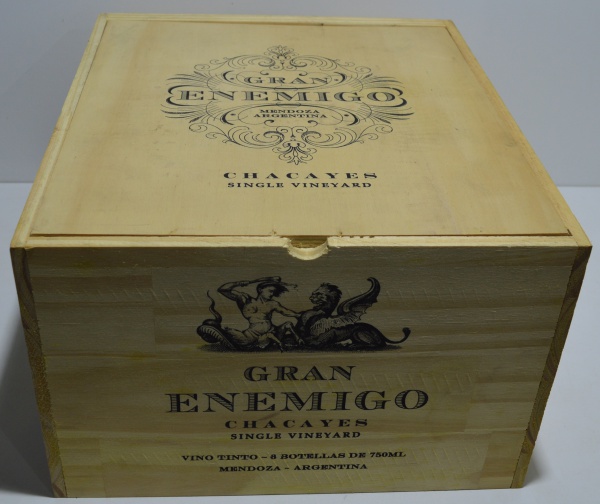 GRAN
ENEMIGO
MENDOZA
ARGENTINA
CHACAYES
SINGLE VINEYARD
GRAN
ENEMIGO
CHACAYES
SINGLE VINEYARD
VINO TINTO - 6 BOTELLAS DE 750ML
MENDOZA - ARGENTINA